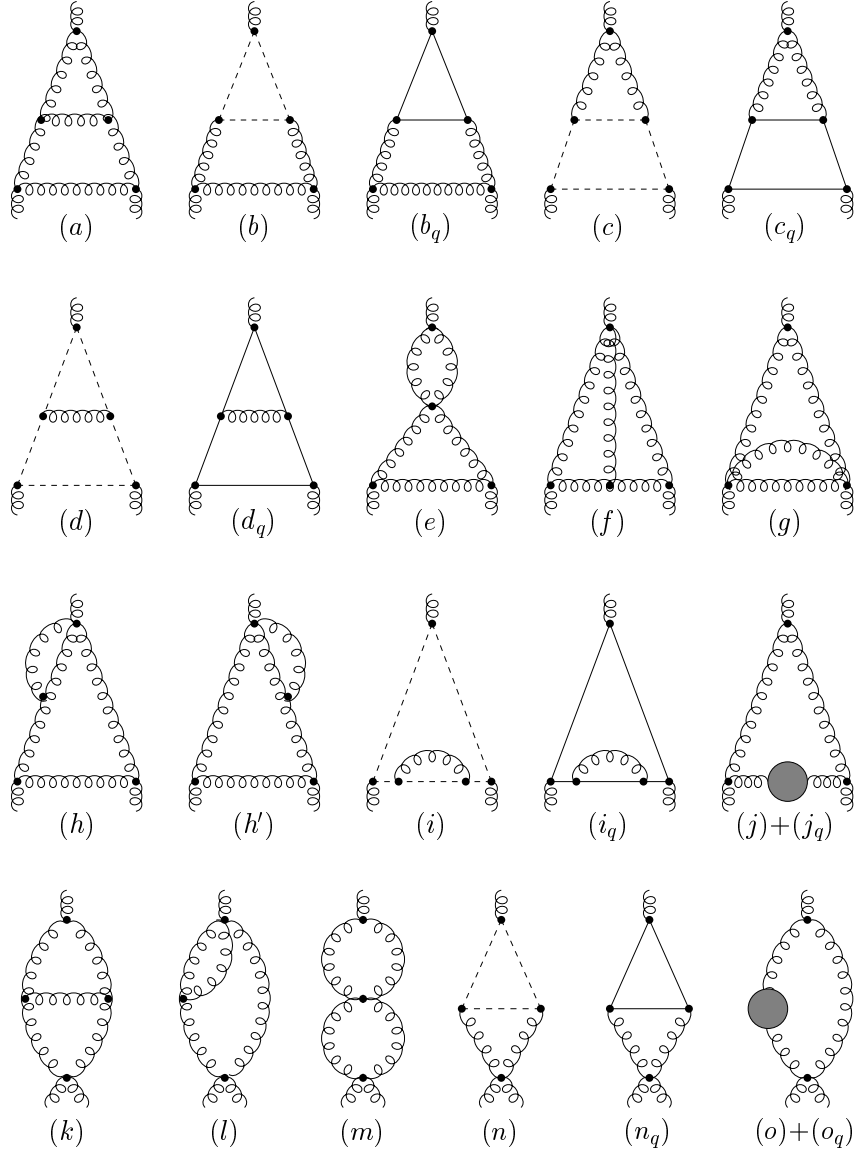 (a) (b) (b_q) (c) (c_q)
(d) (d_q) (e) (f) (g)
(h) (h′) (i) (i_q) (j)+(j_q)
(k) (l) (m) (n) (n_q) (o)+(o_q)